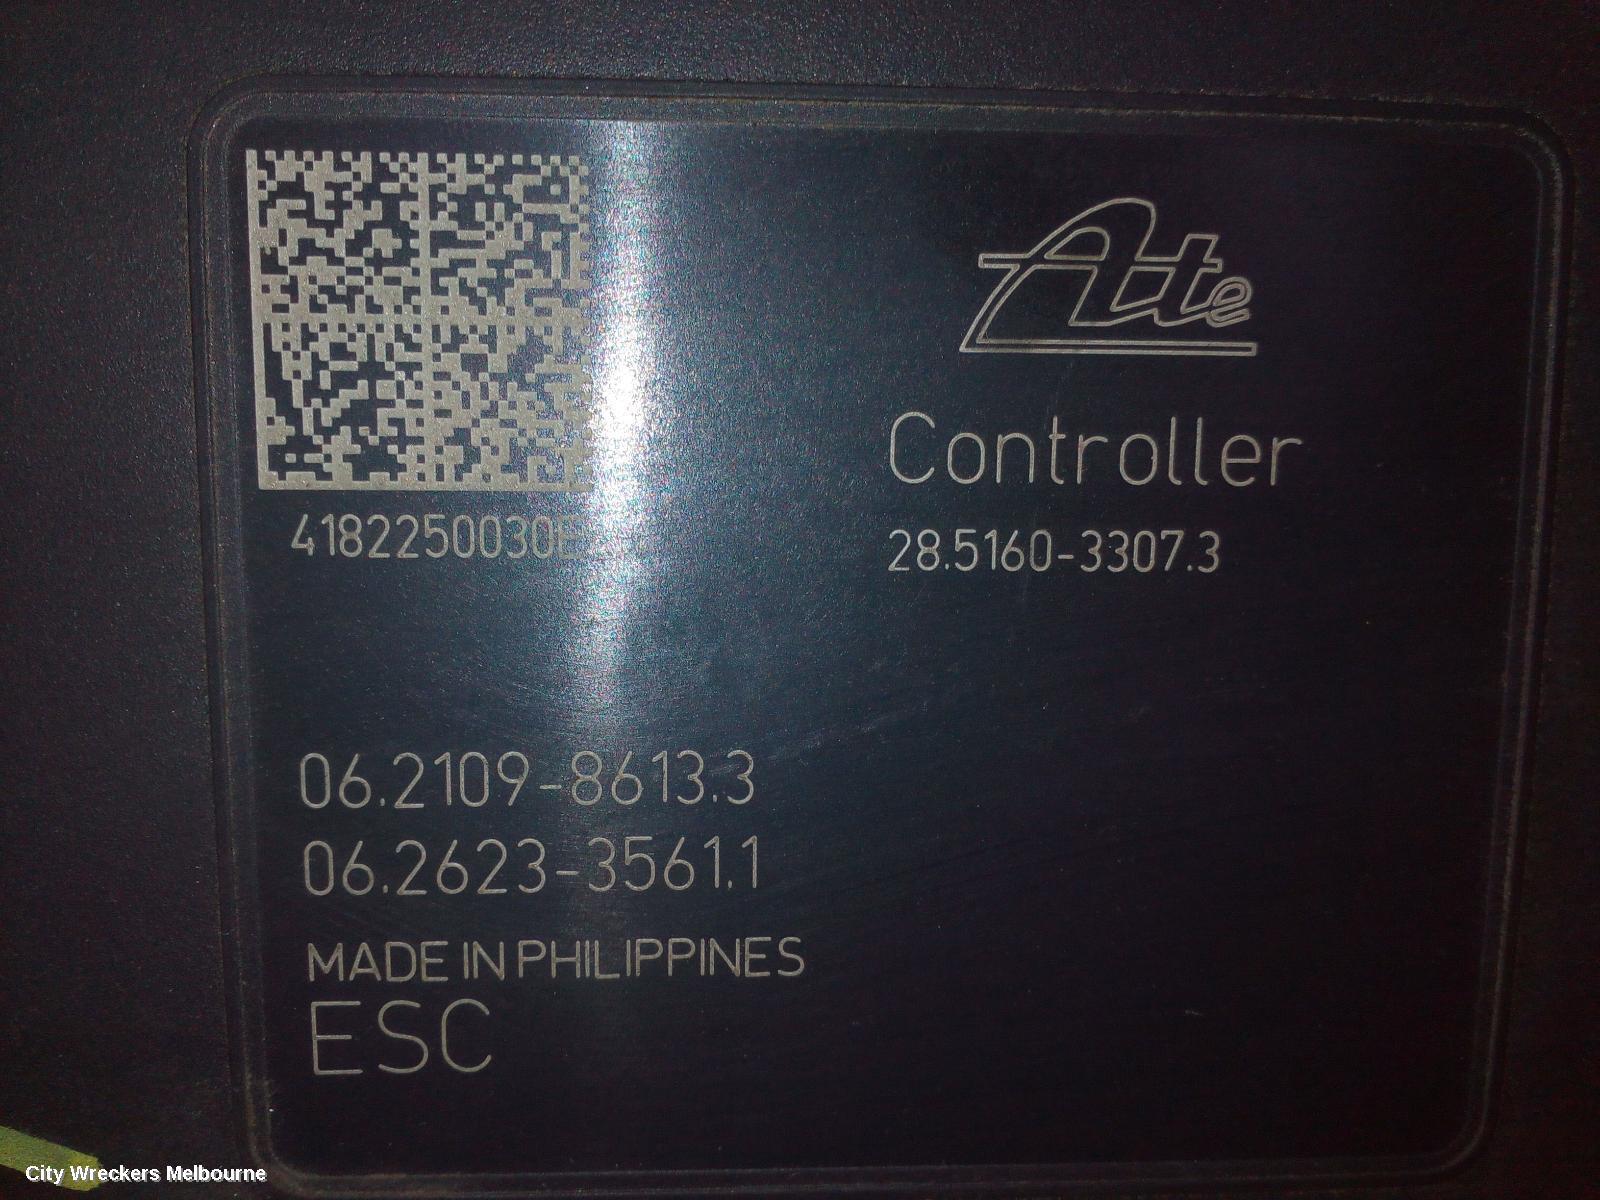 Ate
Controller
4182250030E
28.5160-3307.3
06.2109-8613.3
06.2623-3561.1
MADE IN PHILIPPINES
ESC
City Wreckers Melbourne